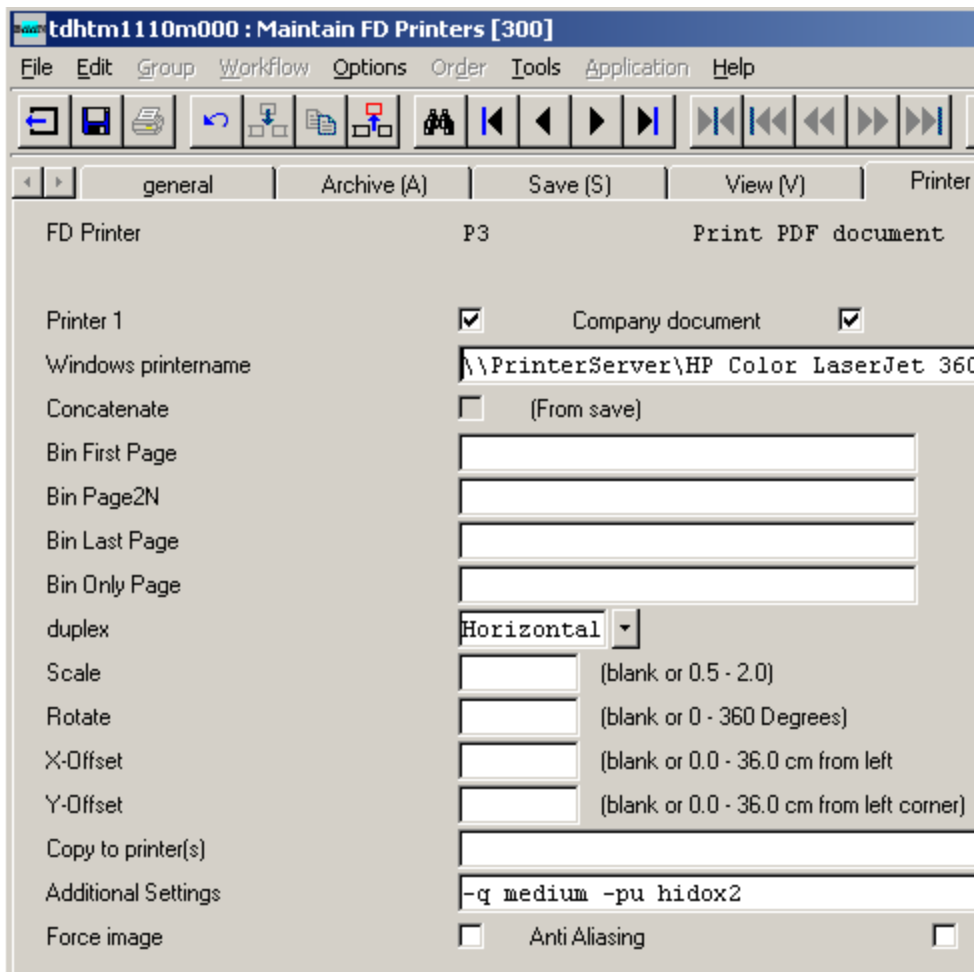 tdhtm1110m000 : Maintain FD Printers [300]
File Edit Group Workflow Options Order Tools Application Help
general Archive (A) Save (S) View (V) Printer
FD Printer P3 Print PDF document
Printer 1 Company document
Windows printername \\PrinterServer\HP Color LaserJet 360
Concatenate (From save)
Bin First Page
Bin Page2N
Bin Last Page
Bin Only Page
duplex Horizontal
Scale (blank or 0.5 - 2.0)
Rotate (blank or 0 - 360 Degrees)
X-Offset (blank or 0.0 - 36.0 cm from left
Y-Offset (blank or 0.0 - 36.0 cm from left corner)
Copy to printer(s)
Additional Settings -q medium -pu hidox2
Force image Anti Aliasing